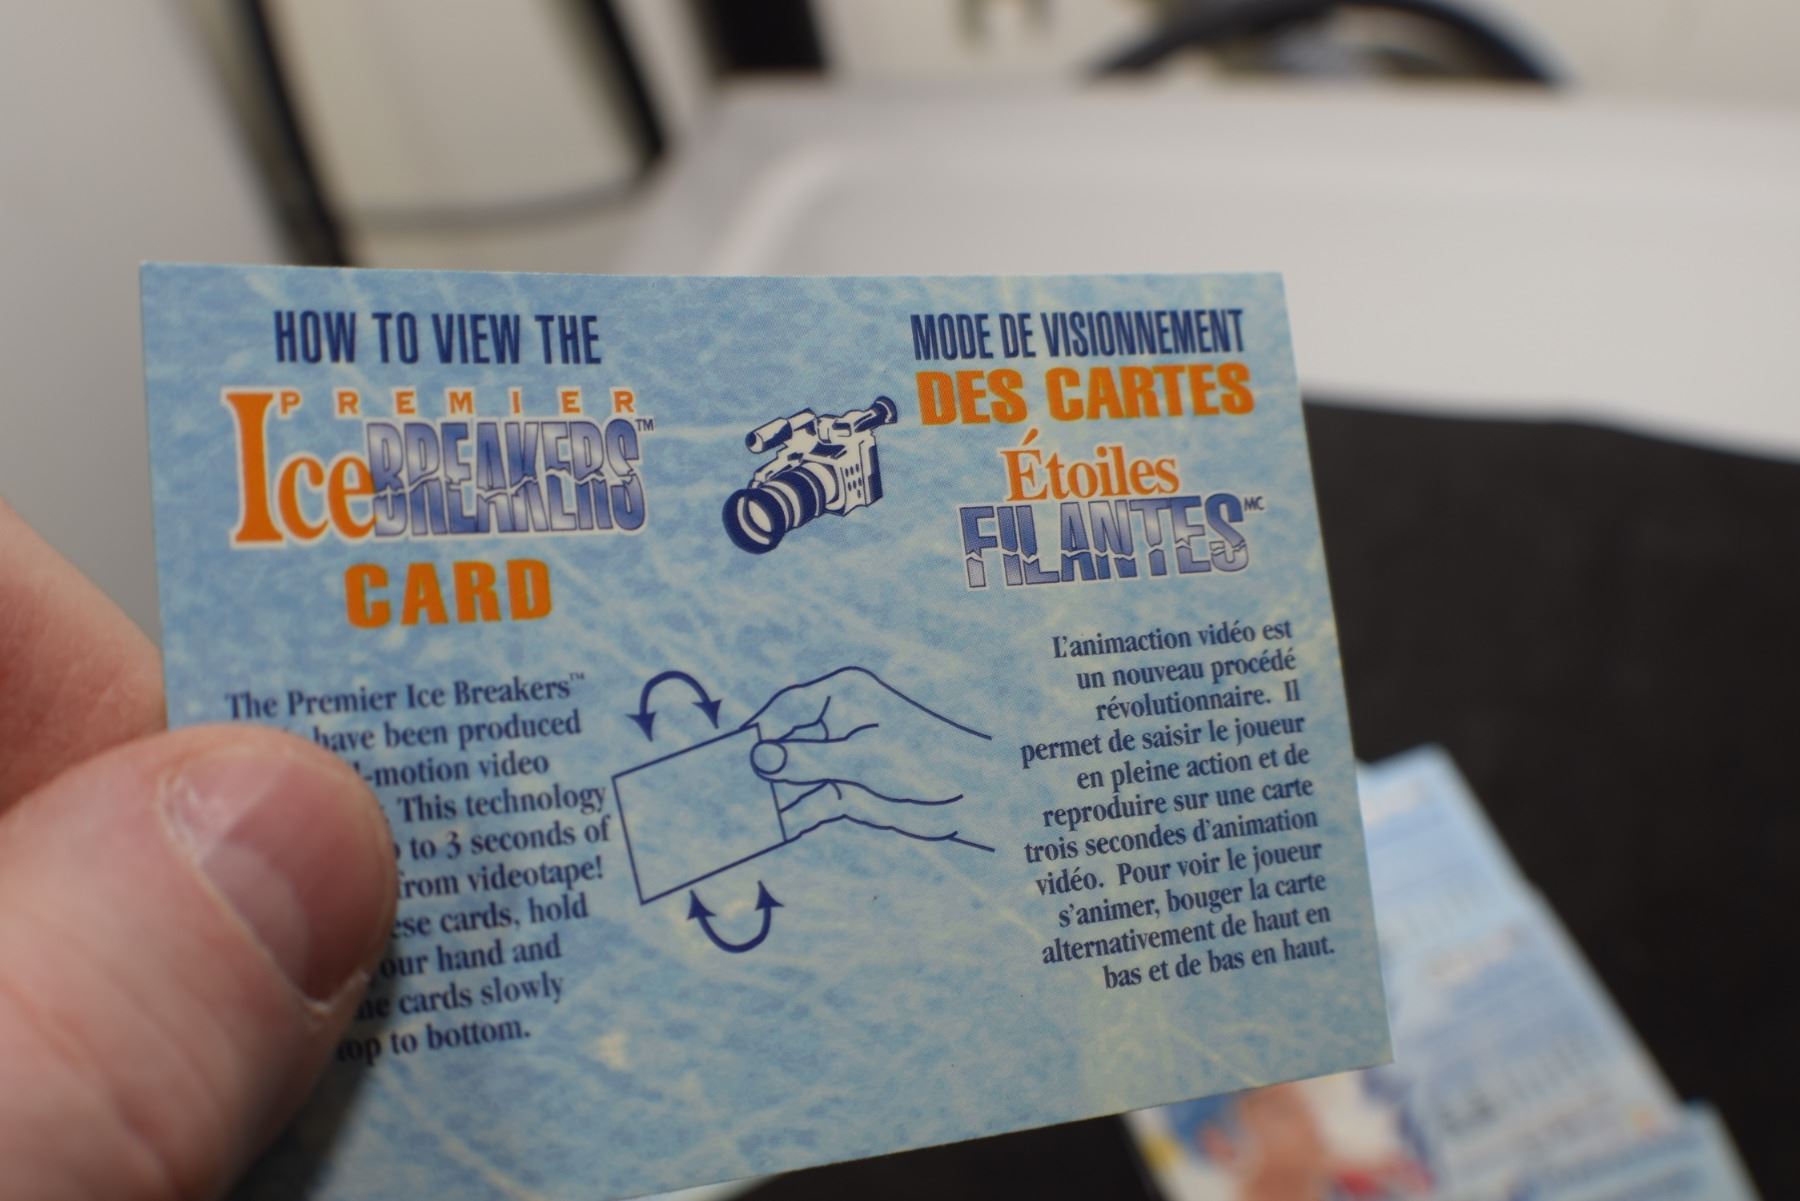 HOW TO VIEW THE
PREMIER
Ice BREAKERS™
CARD
The Premier Ice Breakers™
have been produced
-motion video
This technology
to 3 seconds of
from videotape!
cards, hold
hand and
cards slowly
top to bottom.
MODE DE VISIONNEMENT
DES CARTES
Étoiles
FILANTES MC
L'animaction vidéo est
un nouveau procédé
révolutionnaire. Il
permet de saisir le joueur
en pleine action et de
reproduire sur une carte
trois secondes d'animation
vidéo. Pour voir le joueur
s'animer, bouger la carte
alternativement de haut en
bas et de bas en haut.